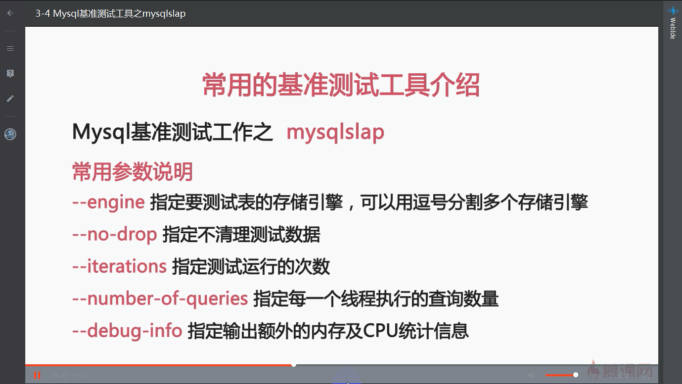 3-4 Mysql基准测试工具之mysqlslap
Webide
常用的基准测试工具介绍
Mysql基准测试工作之 mysqlslap
常用参数说明
--engine 指定要测试表的存储引擎，可以用逗号分割多个存储引擎
--no-drop 指定不清理测试数据
--iterations 指定测试运行的次数
--number-of-queries 指定每一个线程执行的查询数量
--debug-info 指定输出额外的内存及CPU统计信息